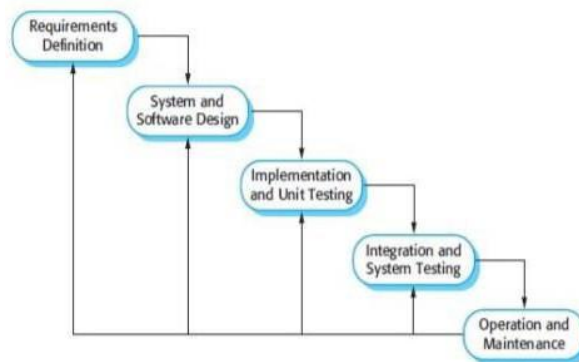 Requirements
Definition
System and
Software Design
Implementation
and Unit Testing
Integration and
System Testing
Operation and
Maintenance